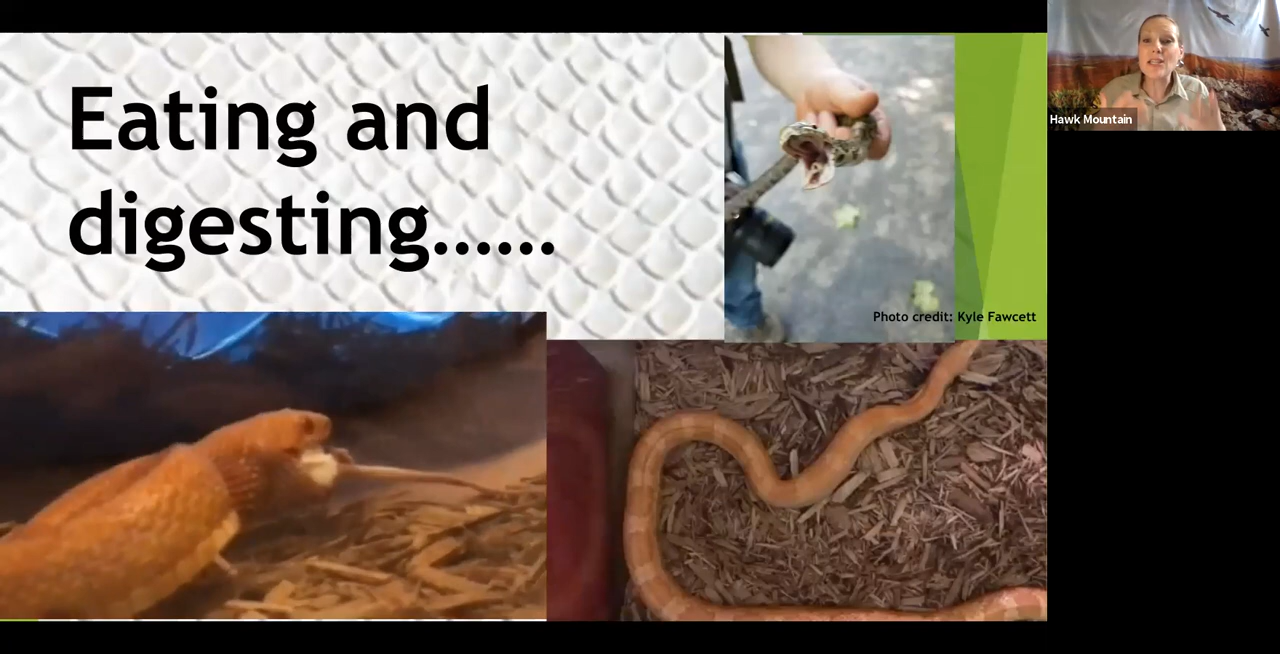 Eating and
digesting......
Photo credit: Kyle Fawcett
Hawk Mountain